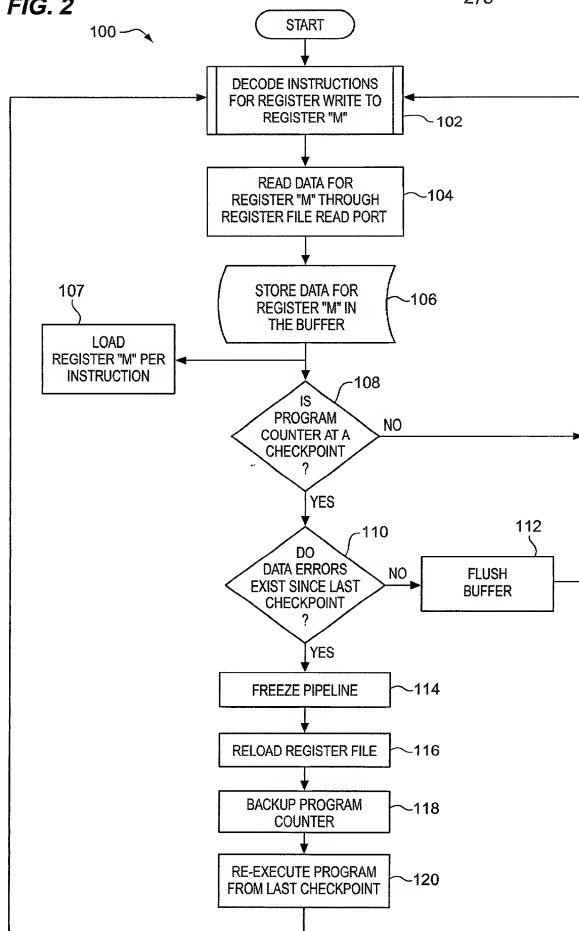 FIG. 2
100
START
DECODE INSTRUCTIONS
FOR REGISTER WRITE TO
REGISTER "M"
102
READ DATA FOR
REGISTER "M" THROUGH
REGISTER FILE READ PORT
104
STORE DATA FOR
REGISTER "M" IN
THE BUFFER
106
107
LOAD
REGISTER "M" PER
INSTRUCTION
108
IS
PROGRAM
COUNTER AT A
CHECKPOINT
?
NO
YES
110
DO
DATA ERRORS
EXIST SINCE LAST
CHECKPOINT
?
NO
112
FLUSH
BUFFER
YES
FREEZE PIPELINE
114
RELOAD REGISTER FILE
116
BACKUP PROGRAM
COUNTER
118
RE-EXECUTE PROGRAM
FROM LAST CHECKPOINT
120